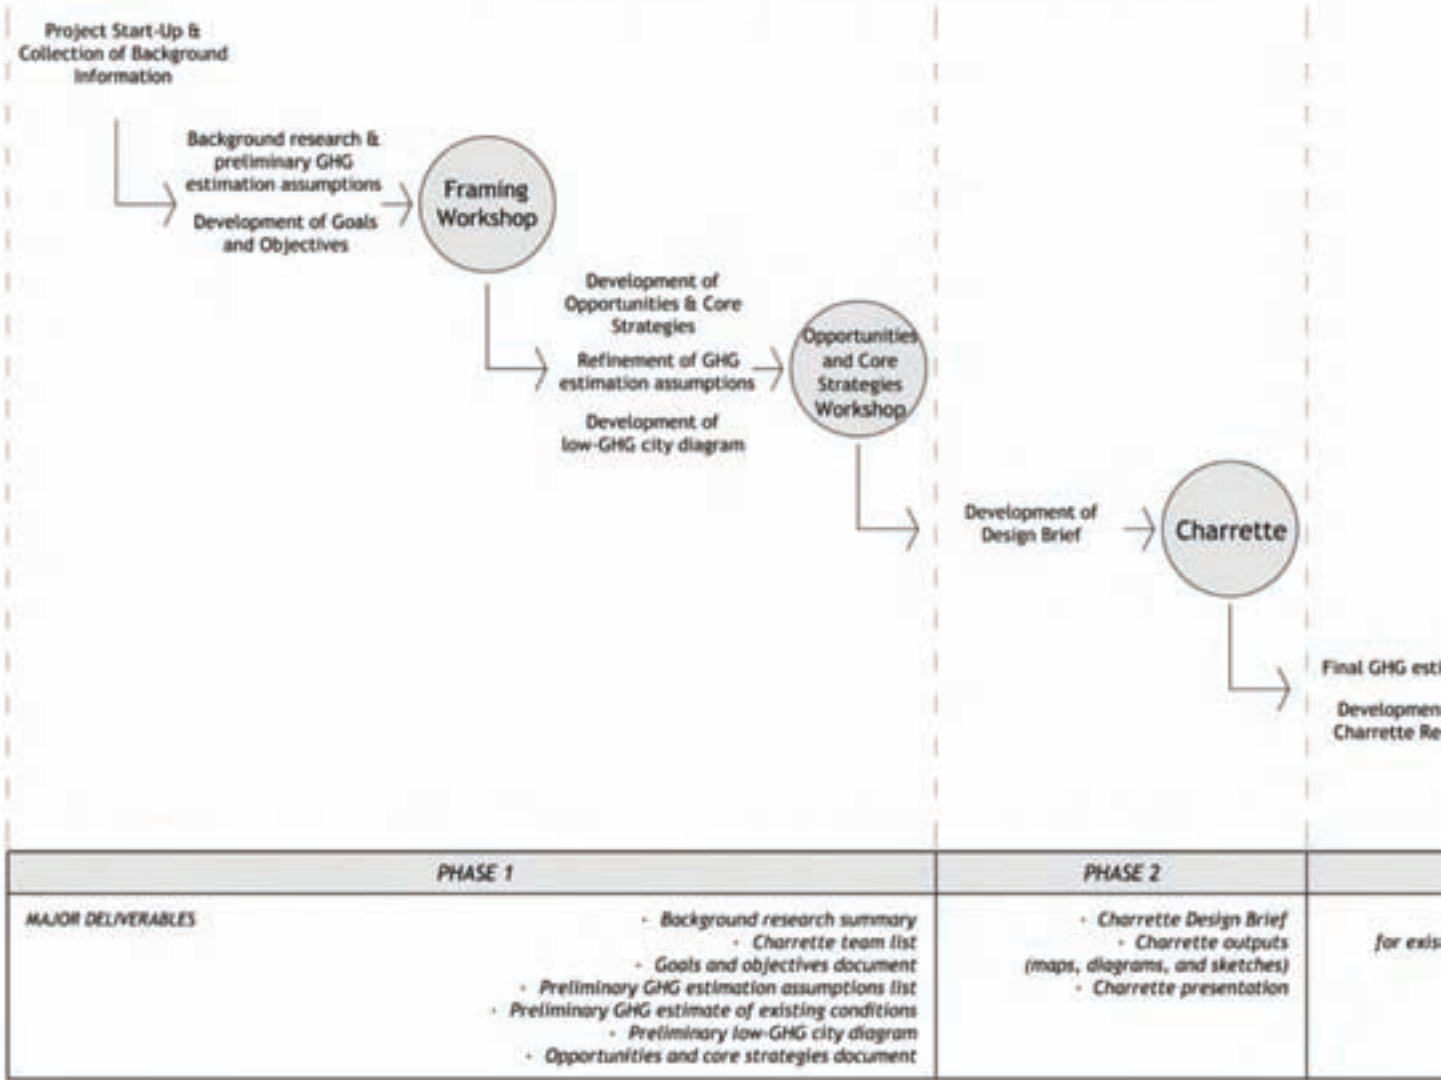 Project Start-Up &
Collection of Background
Information
Background research &
preliminary GHG
estimation assumptions
Development of Goals
and Objectives
Framing
Workshop
Development of
Opportunities & Core
Strategies
Refinement of GHG
estimation assumptions
Development of
low-GHG city diagram
Opportunities
and Core
Strategies
Workshop
Development of
Design Brief
Charrette
Final GHG
Charrette
PHASE 1
PHASE 2
MAJOR DELIVERABLES
- Background research summary
- Charrette team list
- Goals and objectives document
- Preliminary GHG estimation assumptions list
- Preliminary GHG estimate of existing conditions
- Preliminary low-GHG city diagram
- Opportunities and core strategies document
- Charrette Design Brief
- Charrette outputs
(maps, diagrams, and sketches)
- Charrette presentation
for